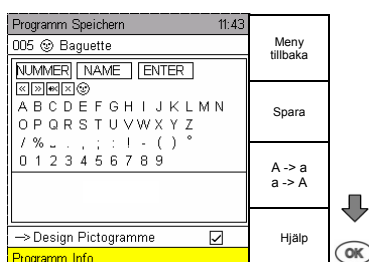 Programm Speichern 11:43
005 ☺ Baguette
NUMMER NAME ENTER
« » ⌫ × ☺
A B C D E F G H I J K L M N
O P Q R S T U V W X Y Z
/ % ⌣ . , ; : ! - ( ) °
0 1 2 3 4 5 6 7 8 9
–> Design Pictogramme ☑
Programm Info
Meny
tillbaka
Spara
A -> a
a -> A
Hjälp
OK